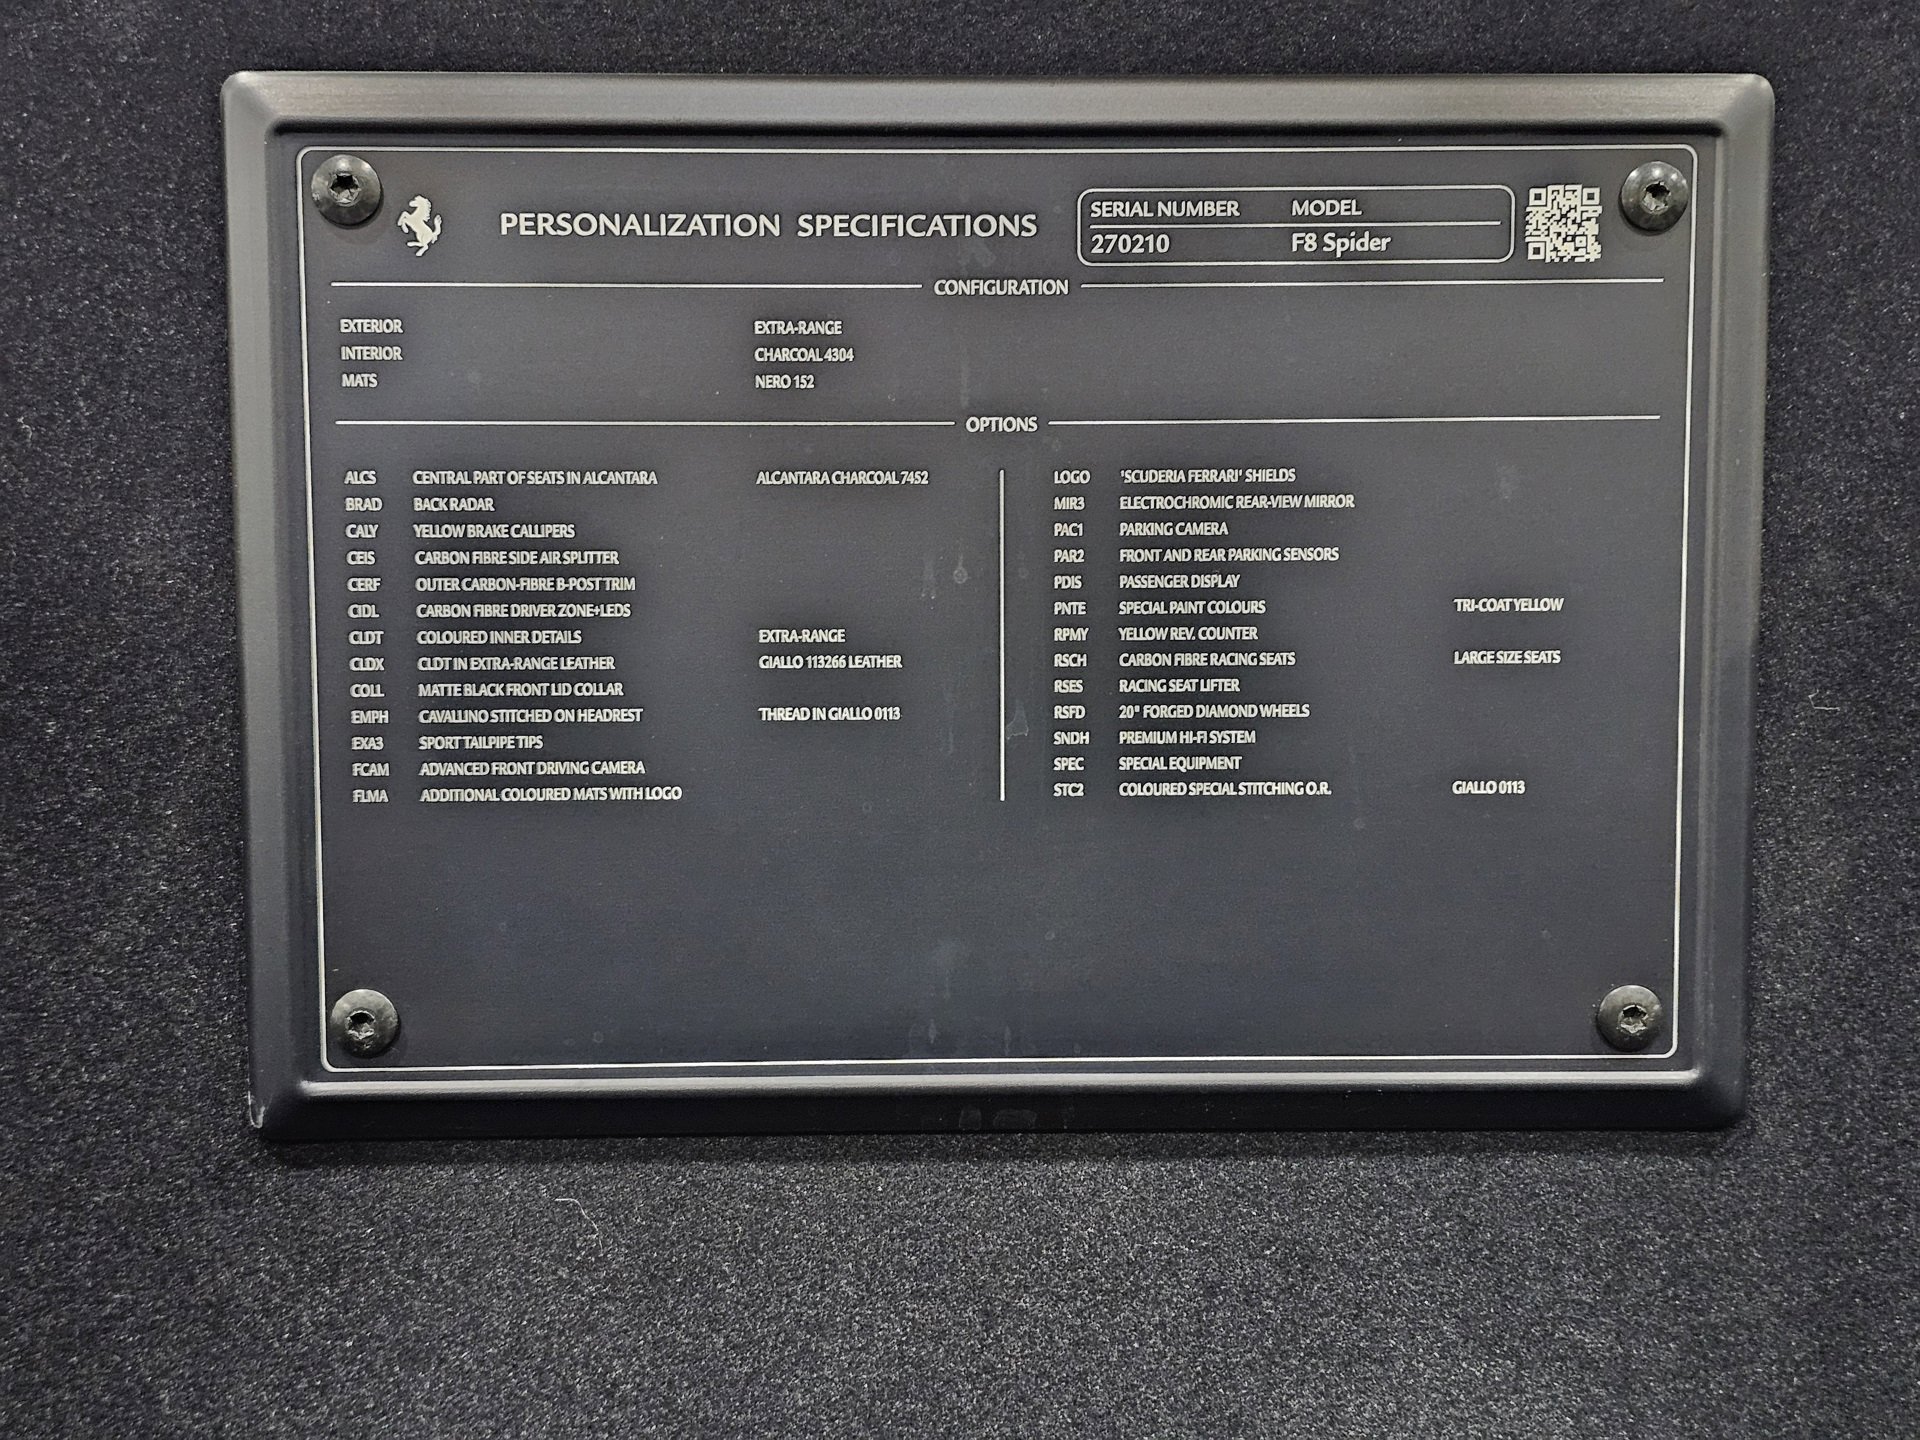 PERSONALIZATION SPECIFICATIONS
SERIAL NUMBER MODEL
270210 F8 Spider
CONFIGURATION
EXTERIOR EXTRA-RANGE
INTERIOR CHARCOAL 4304
MATS NERO 152
OPTIONS
ALCS CENTRAL PART OF SEATS IN ALCANTARA ALCANTARA CHARCOAL 7452
BRAD BACK RADAR
CALY YELLOW BRAKE CALLIPERS
CEIS CARBON FIBRE SIDE AIR SPLITTER
CERF OUTER CARBON-FIBRE B-POST TRIM
CIDL CARBON FIBRE DRIVER ZONE+LEDS
CLDT COLOURED INNER DETAILS EXTRA-RANGE
CLDX CLDT IN EXTRA-RANGE LEATHER GIALLO 113266 LEATHER
COLL MATTE BLACK FRONT LID COLLAR
EMPH CAVALLINO STITCHED ON HEADREST THREAD IN GIALLO 0113
EXA3 SPORT TAILPIPE TIPS
FCAM ADVANCED FRONT DRIVING CAMERA
FLMA ADDITIONAL COLOURED MATS WITH LOGO
LOGO 'SCUDERIA FERRARI' SHIELDS
MIR3 ELECTROCHROMIC REAR-VIEW MIRROR
PAC1 PARKING CAMERA
PAR2 FRONT AND REAR PARKING SENSORS
PDIS PASSENGER DISPLAY
PNTE SPECIAL PAINT COLOURS TRI-COAT YELLOW
RPMY YELLOW REV. COUNTER
RSCH CARBON FIBRE RACING SEATS LARGE SIZE SEATS
RSES RACING SEAT LIFTER
RSFD 20" FORGED DIAMOND WHEELS
SNDH PREMIUM HI-FI SYSTEM
SPEC SPECIAL EQUIPMENT
STC2 COLOURED SPECIAL STITCHING O.R. GIALLO 0113